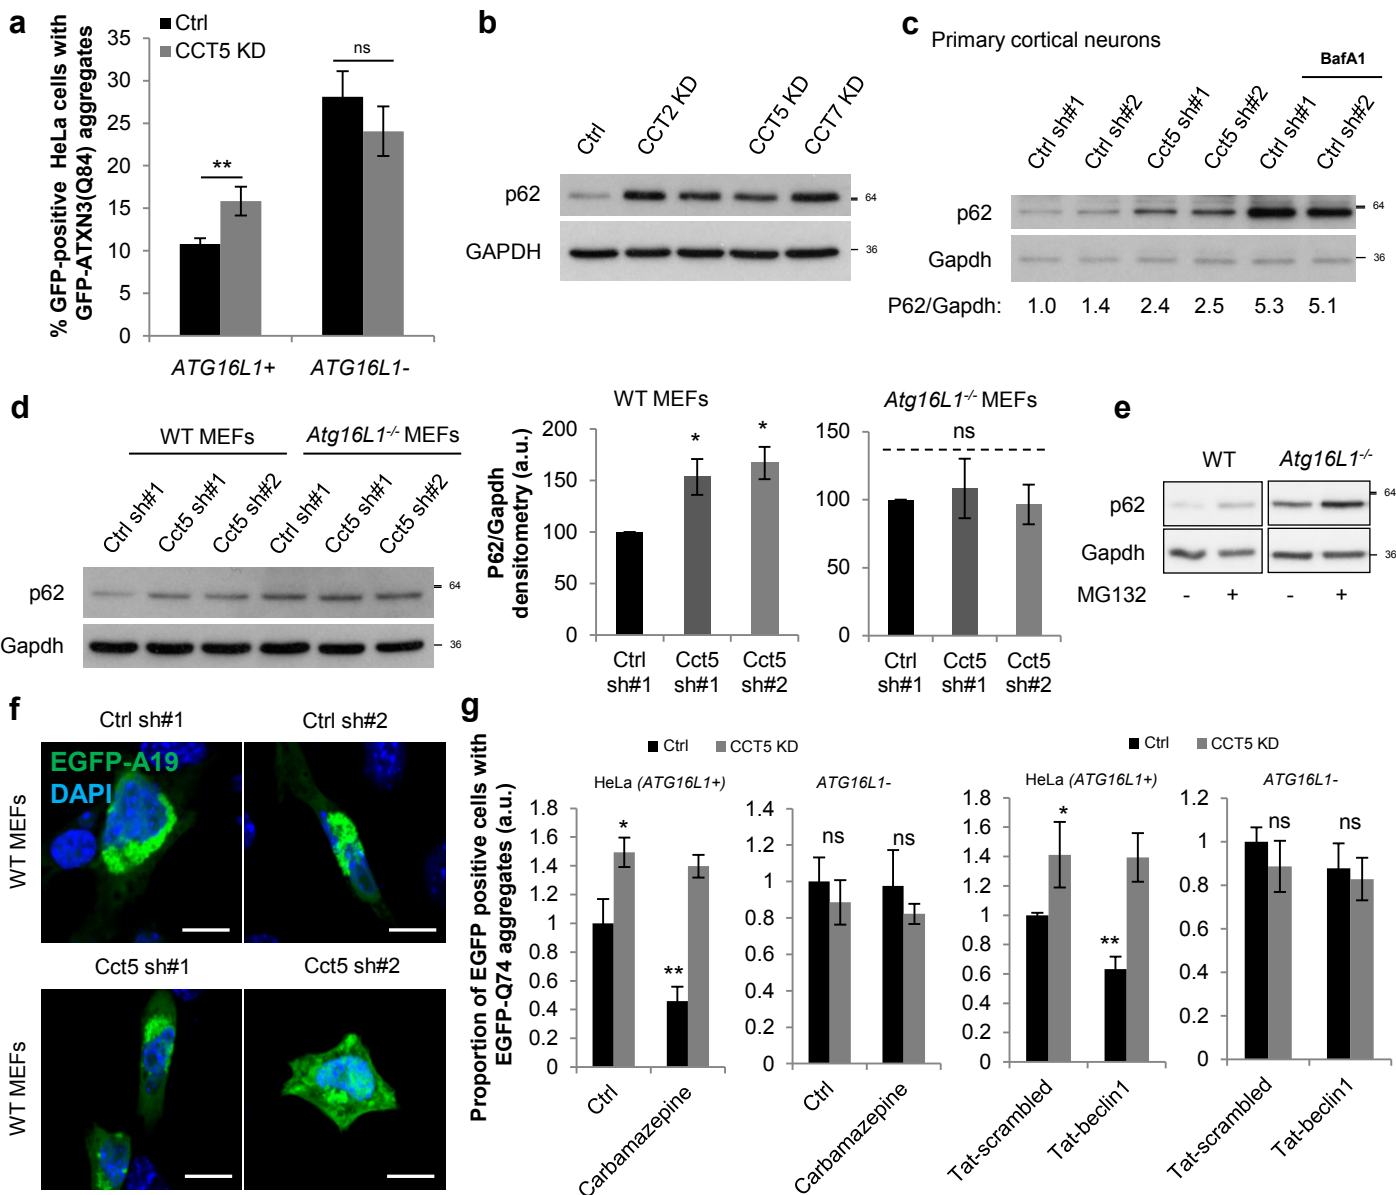 a
Ctrl
CCT5 KD
% GFP-positive HeLa cells with
GFP-ATXN3(Q84) aggregates
35
30
25
20
15
10
5
0
**
ns
ATG16L1+ ATG16L1-
b
Ctrl CCT2 KD CCT5 KD CCT7 KD
p62 64
GAPDH 36
c
Primary cortical neurons
BafA1
Ctrl sh#1 Ctrl sh#2 Cct5 sh#1 Cct5 sh#2 Ctrl sh#1 Ctrl sh#2
p62 64
Gapdh 36
P62/Gapdh: 1.0 1.4 2.4 2.5 5.3 5.1
d
WT MEFs Atg16L1-/- MEFs
Ctrl sh#1 Cct5 sh#1 Cct5 sh#2 Ctrl sh#1 Cct5 sh#1 Cct5 sh#2
p62 64
Gapdh 36
WT MEFs
P62/Gapdh
densitometry (a.u.)
200
150
100
50
0
* *
Ctrl Cct5 Cct5
sh#1 sh#1 sh#2
Atg16L1-/- MEFs
150
100
50
0
ns
Ctrl Cct5 Cct5
sh#1 sh#1 sh#2
e
WT Atg16L1-/-
p62 64
Gapdh 36
MG132 - + - +
f
Ctrl sh#1 Ctrl sh#2
EGFP-A19
DAPI
WT MEFs
Cct5 sh#1 Cct5 sh#2
WT MEFs
g
Proportion of EGFP positive cells with
EGFP-Q74 aggregates (a.u.)
Ctrl CCT5 KD
HeLa (ATG16L1+)
1.8
1.6
1.4
1.2
1
0.8
0.6
0.4
0.2
0
*
**
Ctrl Carbamazepine
ATG16L1-
1.4
1.2
1
0.8
0.6
0.4
0.2
0
ns ns
Ctrl Carbamazepine
Ctrl CCT5 KD
HeLa (ATG16L1+)
1.8
1.6
1.4
1.2
1
0.8
0.6
0.4
0.2
0
*
**
Tat-scrambled Tat-beclin1
ATG16L1-
1.2
1
0.8
0.6
0.4
0.2
0
ns ns
Tat-scrambled Tat-beclin1